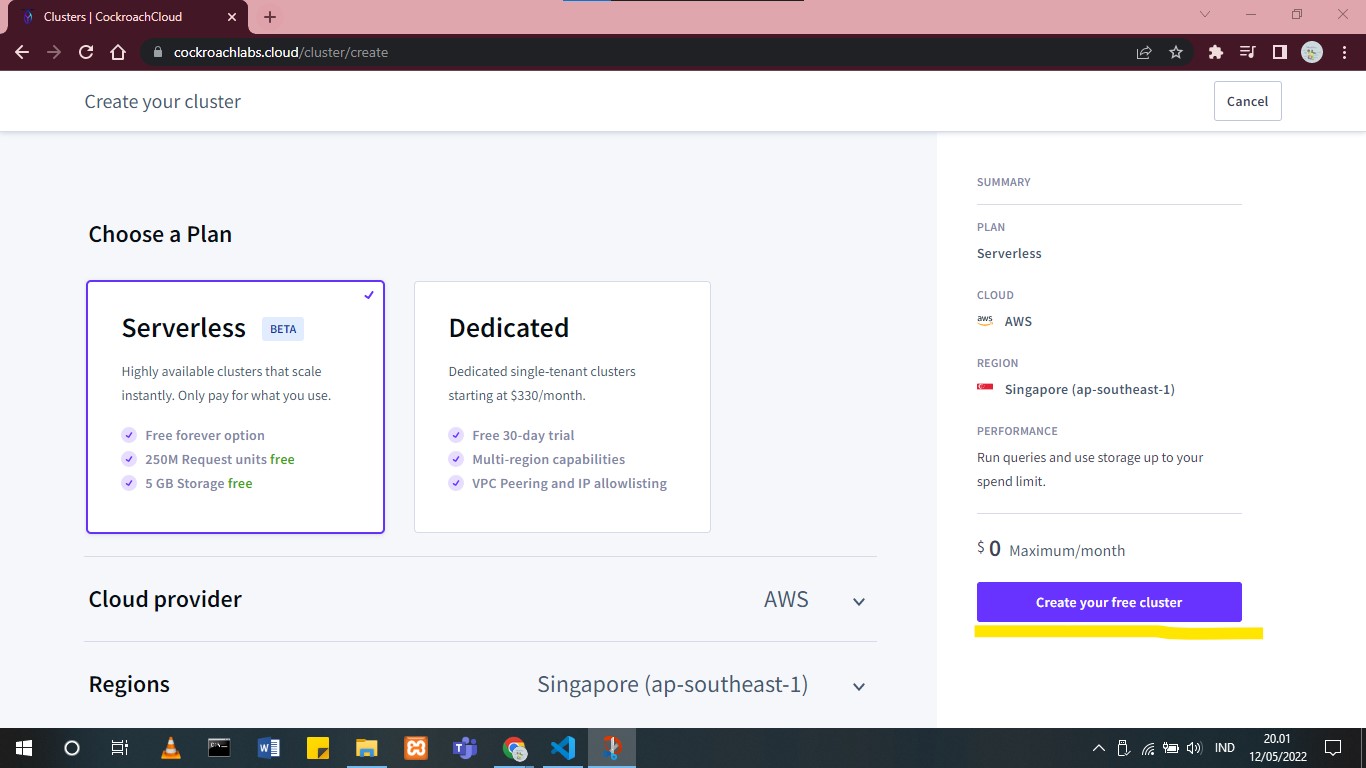 Clusters | CockroachCloud
cockroachlabs.cloud/cluster/create
Create your cluster
Cancel
Choose a Plan
Serverless BETA
Highly available clusters that scale
instantly. Only pay for what you use.
Free forever option
250M Request units free
5 GB Storage free
Dedicated
Dedicated single-tenant clusters
starting at $330/month.
Free 30-day trial
Multi-region capabilities
VPC Peering and IP allowlisting
Cloud provider AWS
Regions Singapore (ap-southeast-1)
SUMMARY
PLAN
Serverless
CLOUD
aws AWS
REGION
Singapore (ap-southeast-1)
PERFORMANCE
Run queries and use storage up to your
spend limit.
$ 0 Maximum/month
Create your free cluster
IND
20.01
12/05/2022